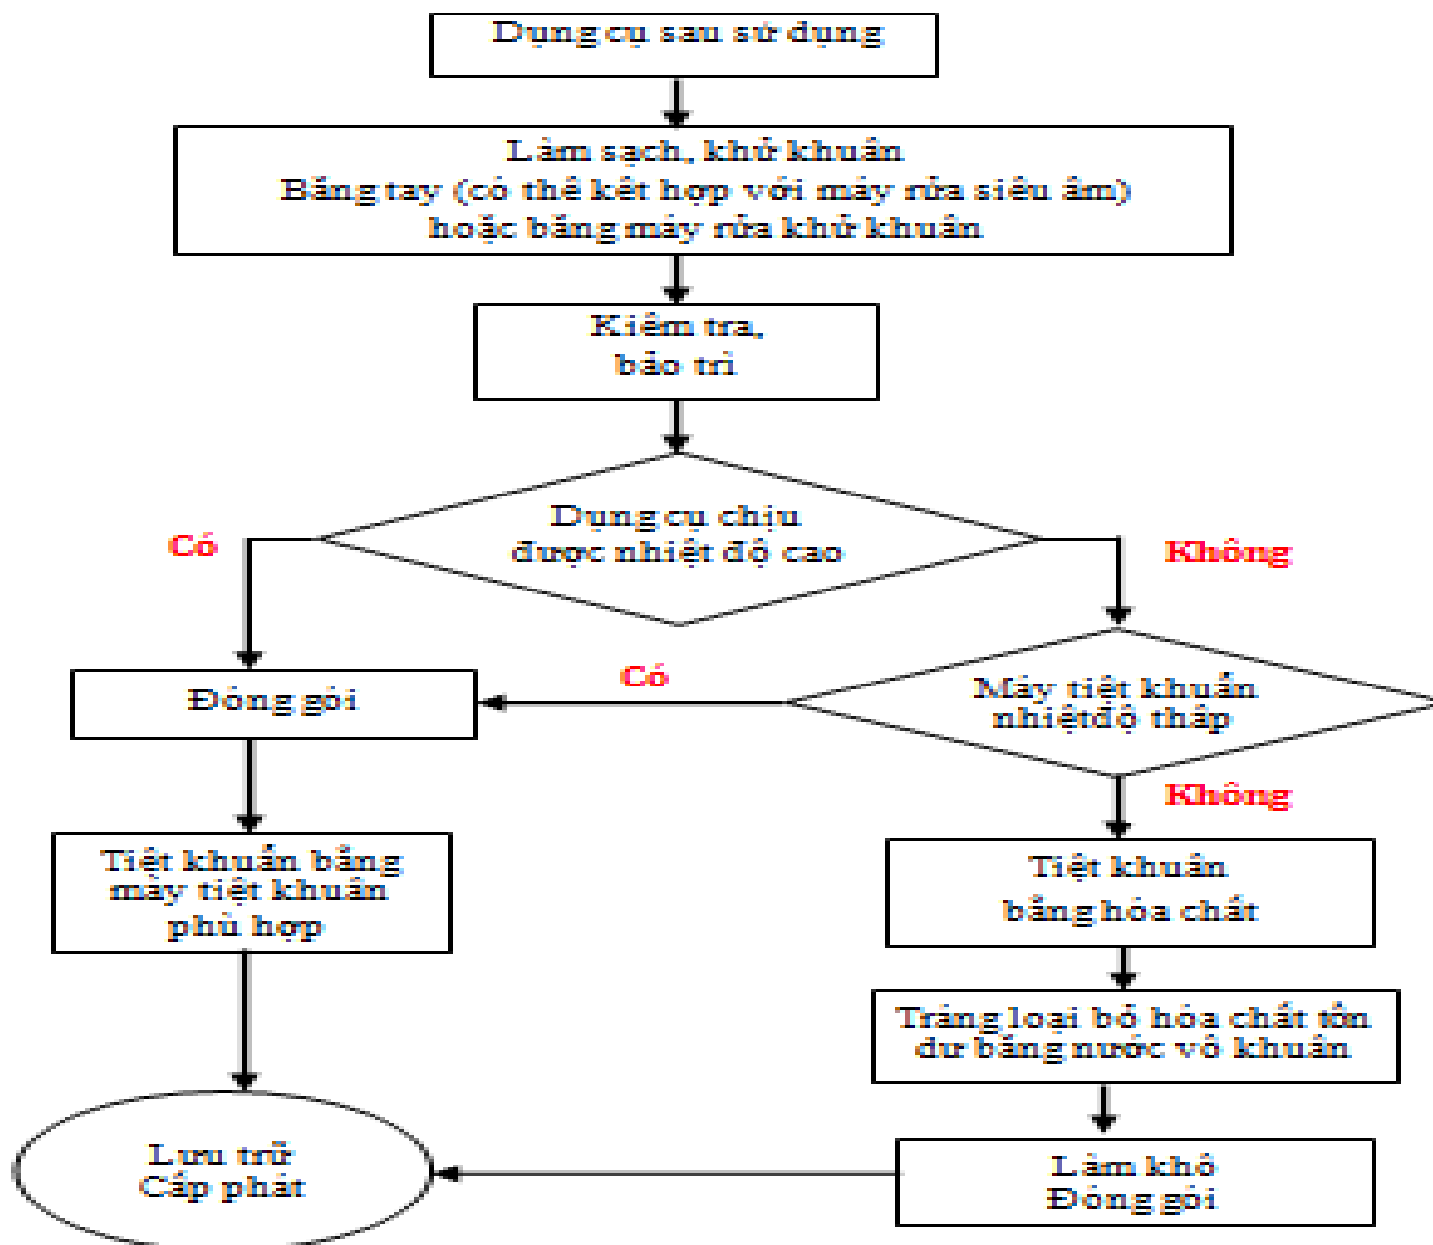 Dụng cụ sau sử dụng
Làm sạch, khử khuẩn
Bằng tay (có thể kết hợp với máy rửa siêu âm)
hoặc bằng máy rửa khử khuẩn
Kiểm tra,
bảo trì
Dụng cụ chịu
được nhiệt độ cao
Có
Không
Có
Đóng gói
Máy tiệt khuẩn
nhiệt độ thấp
Không
Tiệt khuẩn bằng
máy tiệt khuẩn
phù hợp
Tiệt khuẩn
bằng hóa chất
Tráng loại bỏ hóa chất tồn
dư bằng nước vô khuẩn
Lưu trữ
Cấp phát
Làm khô
Đóng gói